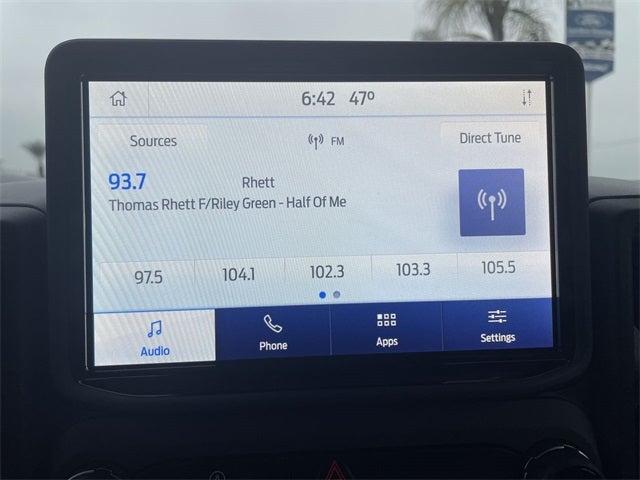 6:42 47º
Sources FM Direct Tune
93.7 Rhett
Thomas Rhett F/Riley Green - Half Of Me
97.5 104.1 102.3 103.3 105.5
Audio Phone Apps Settings